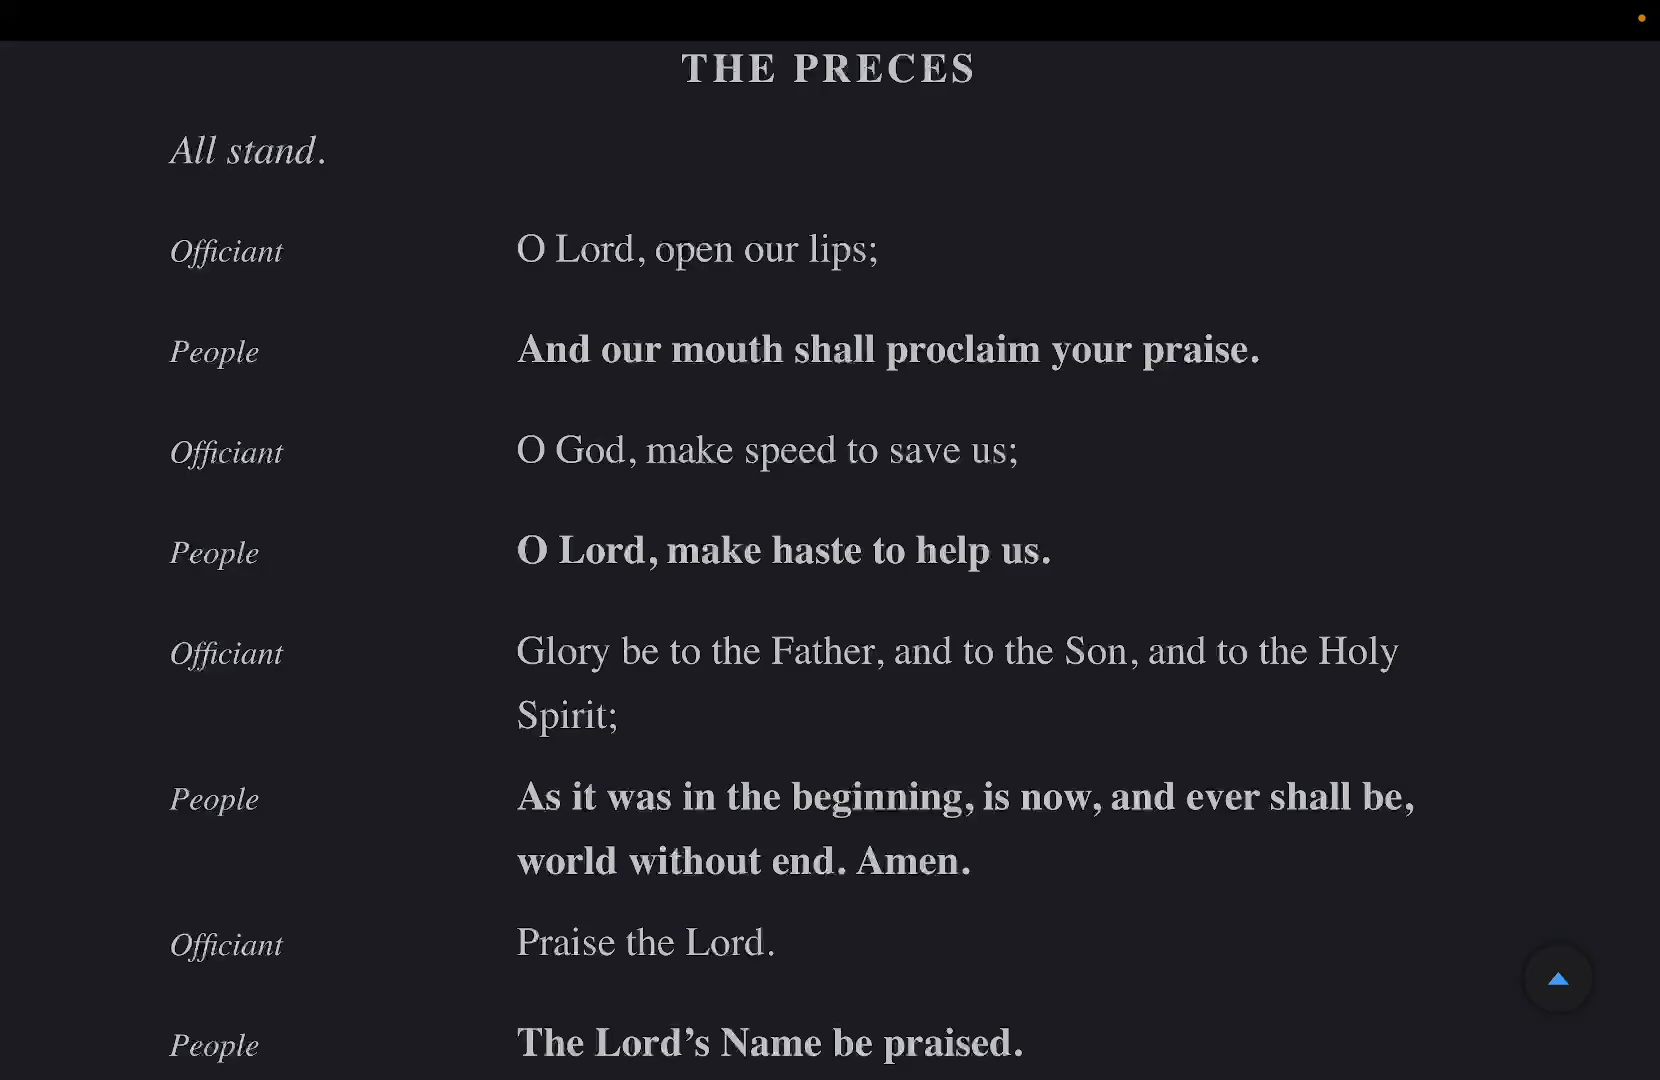 THE PRECES
All stand.
Officiant O Lord, open our lips;
People And our mouth shall proclaim your praise.
Officiant O God, make speed to save us;
People O Lord, make haste to help us.
Officiant Glory be to the Father, and to the Son, and to the Holy
Spirit;
People As it was in the beginning, is now, and ever shall be,
world without end. Amen.
Officiant Praise the Lord.
People The Lord’s Name be praised.